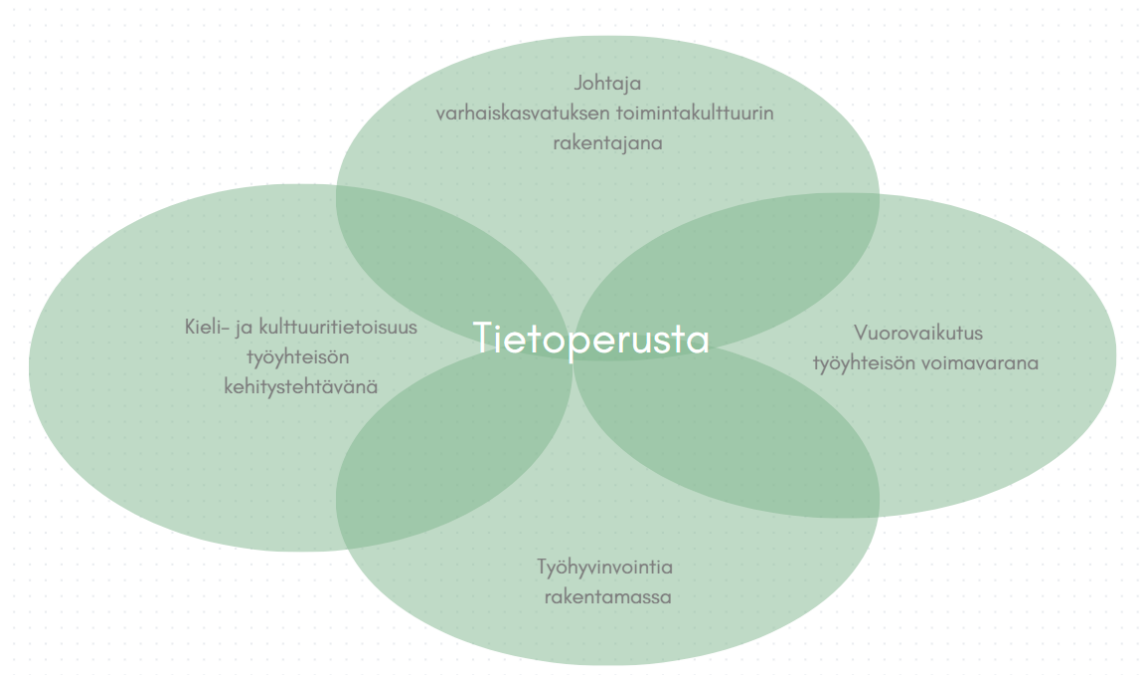 Johtaja
varhaiskasvatuksen toimintakulttuurin
rakentajana
Kieli- ja kulttuuritietoisuus
työyhteisön
kehitystehtävänä
Tietoperusta
Vuorovaikutus
työyhteisön voimavarana
Työhyvinvointia
rakentamassa